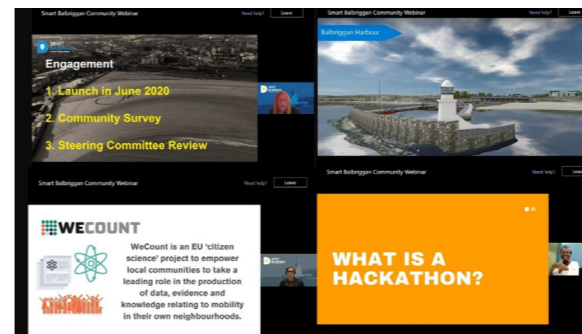 Smart Balbriggan Community Webinar
Need help?
Leave
Engagement
1. Launch in June 2020
2. Community Survey
3. Steering Committee Review
Smart Balbriggan Community Webinar
Need help?
Leave
Balbriggan Harbour
Smart Balbriggan Community Webinar
Need help?
Leave
WECOUNT
WeCount is an EU ‘citizen
science’ project to empower
local communities to take a
leading role in the production
of data, evidence and
knowledge relating to mobility
in their own neighbourhoods.
Smart Balbriggan Community Webinar
Need help?
WHAT IS A
HACKATHON?